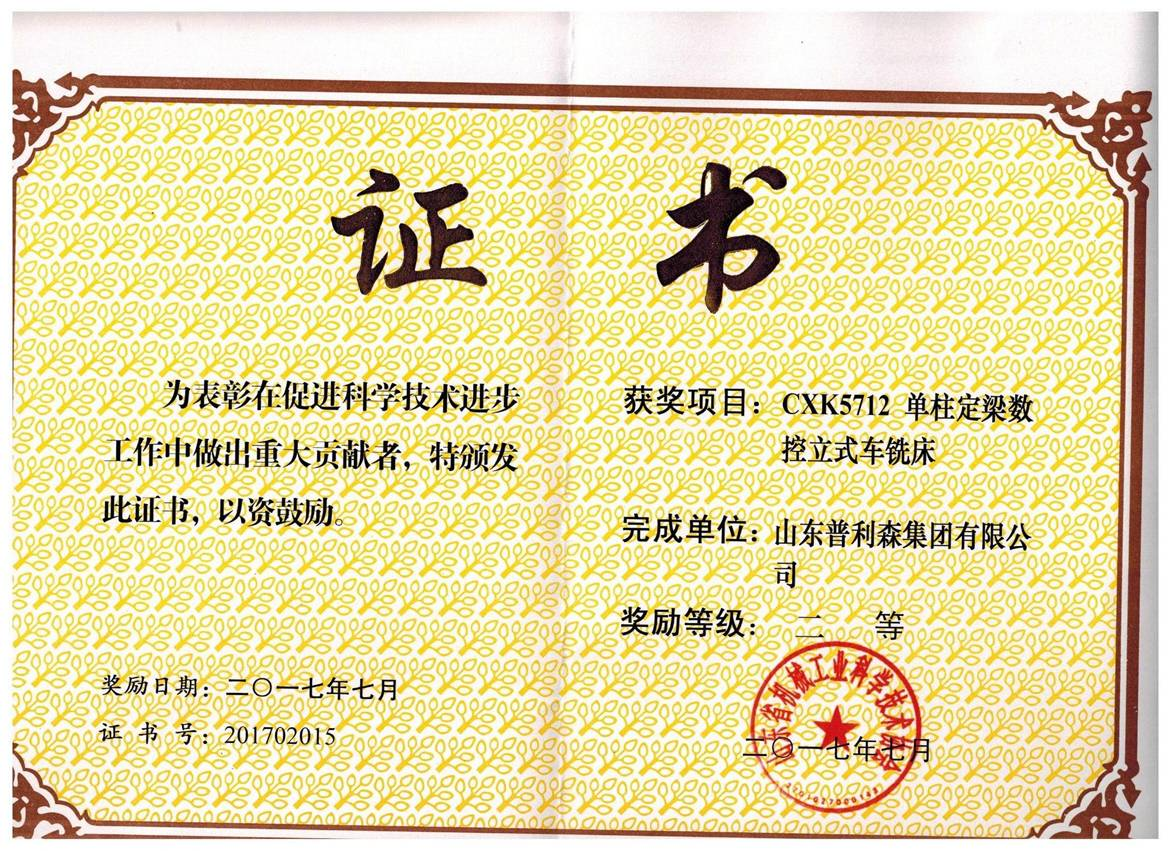 证 书
为表彰在促进科学技术进步
工作中做出重大贡献者，特颁发
此证书，以资鼓励。
奖励日期：二〇一七年七月
证 书 号：201702015
获奖项目：CXK5712 单柱定梁数
控立式车铣床
完成单位：山东普利森集团有限公
司
奖励等级：二 等
山东省机械工业科学技术协会
二〇一七年七月